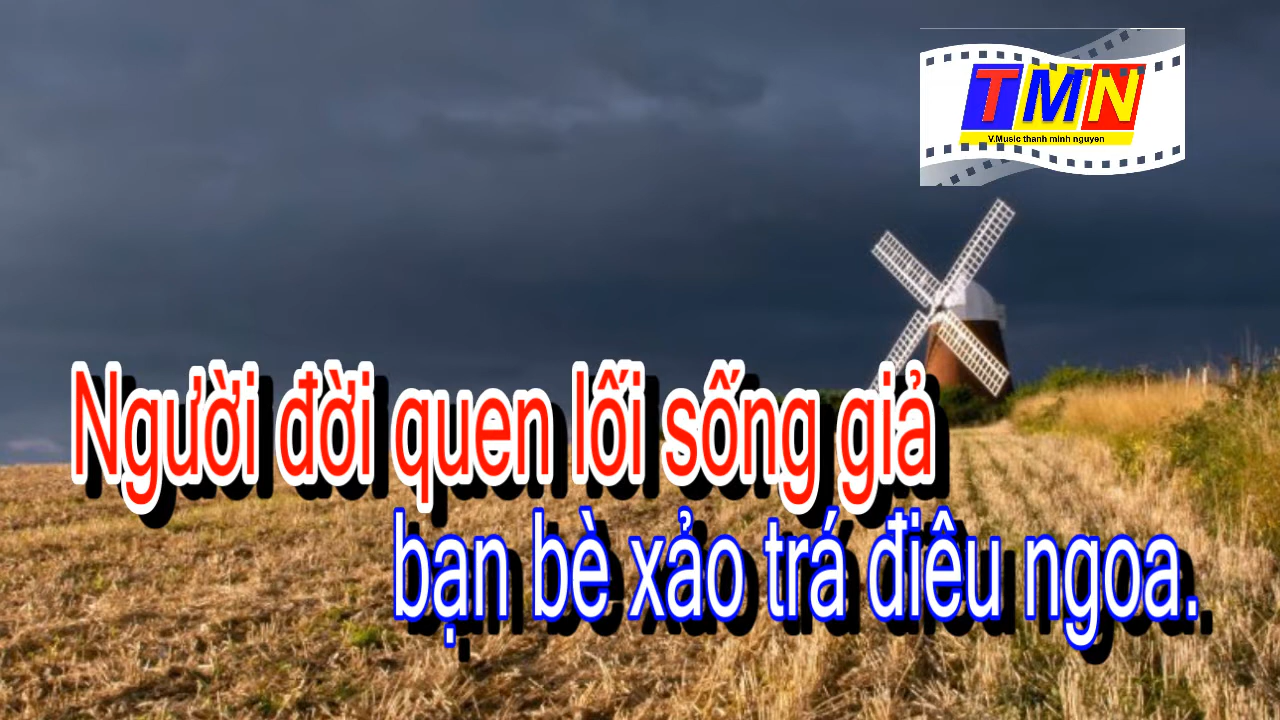 TMN
V.Music thanh minh nguyen
Người đời quen lối sống giả
bạn bè xảo trá điêu ngoa.